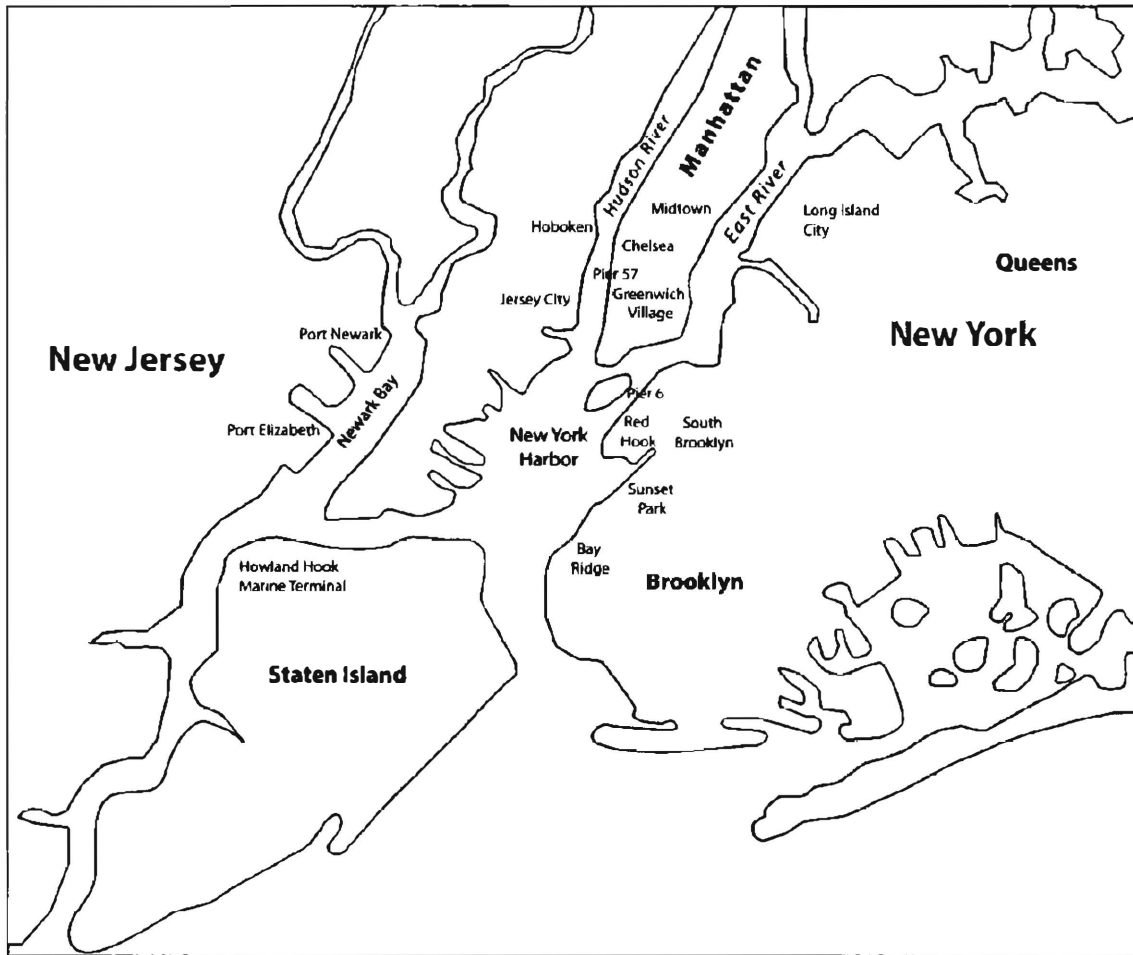 Manhattan
Hudson River
Midtown
East River
Long Island
City
Hoboken
Chelsea
Queens
Pier 57
Jersey City
Greenwich
Village
New York
Port Newark
New Jersey
Newark Bay
Pier 6
Port Elizabeth
New York
Harbor
Red
Hook
South
Brooklyn
Sunset
Park
Bay
Ridge
Howland Hook
Marine Terminal
Brooklyn
Staten Island